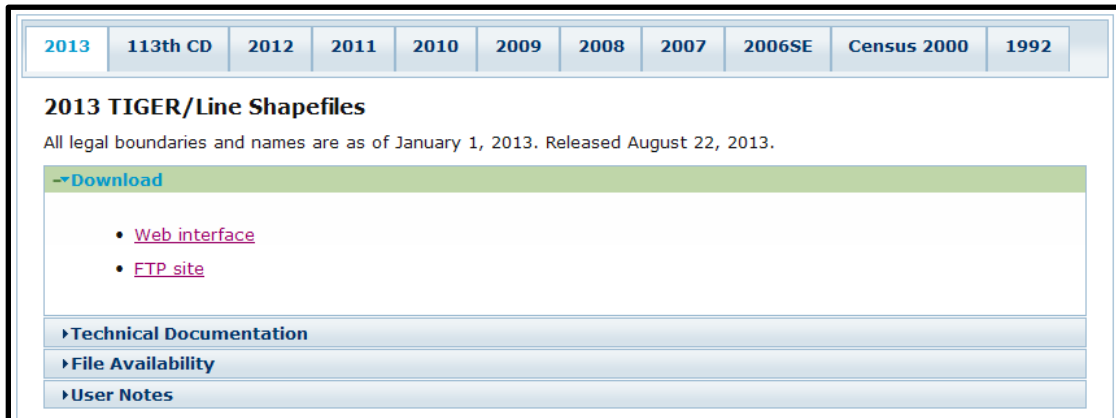 2013 113th CD 2012 2011 2010 2009 2008 2007 2006SE Census 2000 1992
2013 TIGER/Line Shapefiles
All legal boundaries and names are as of January 1, 2013. Released August 22, 2013.
Download
• Web interface
• FTP site
Technical Documentation
File Availability
User Notes